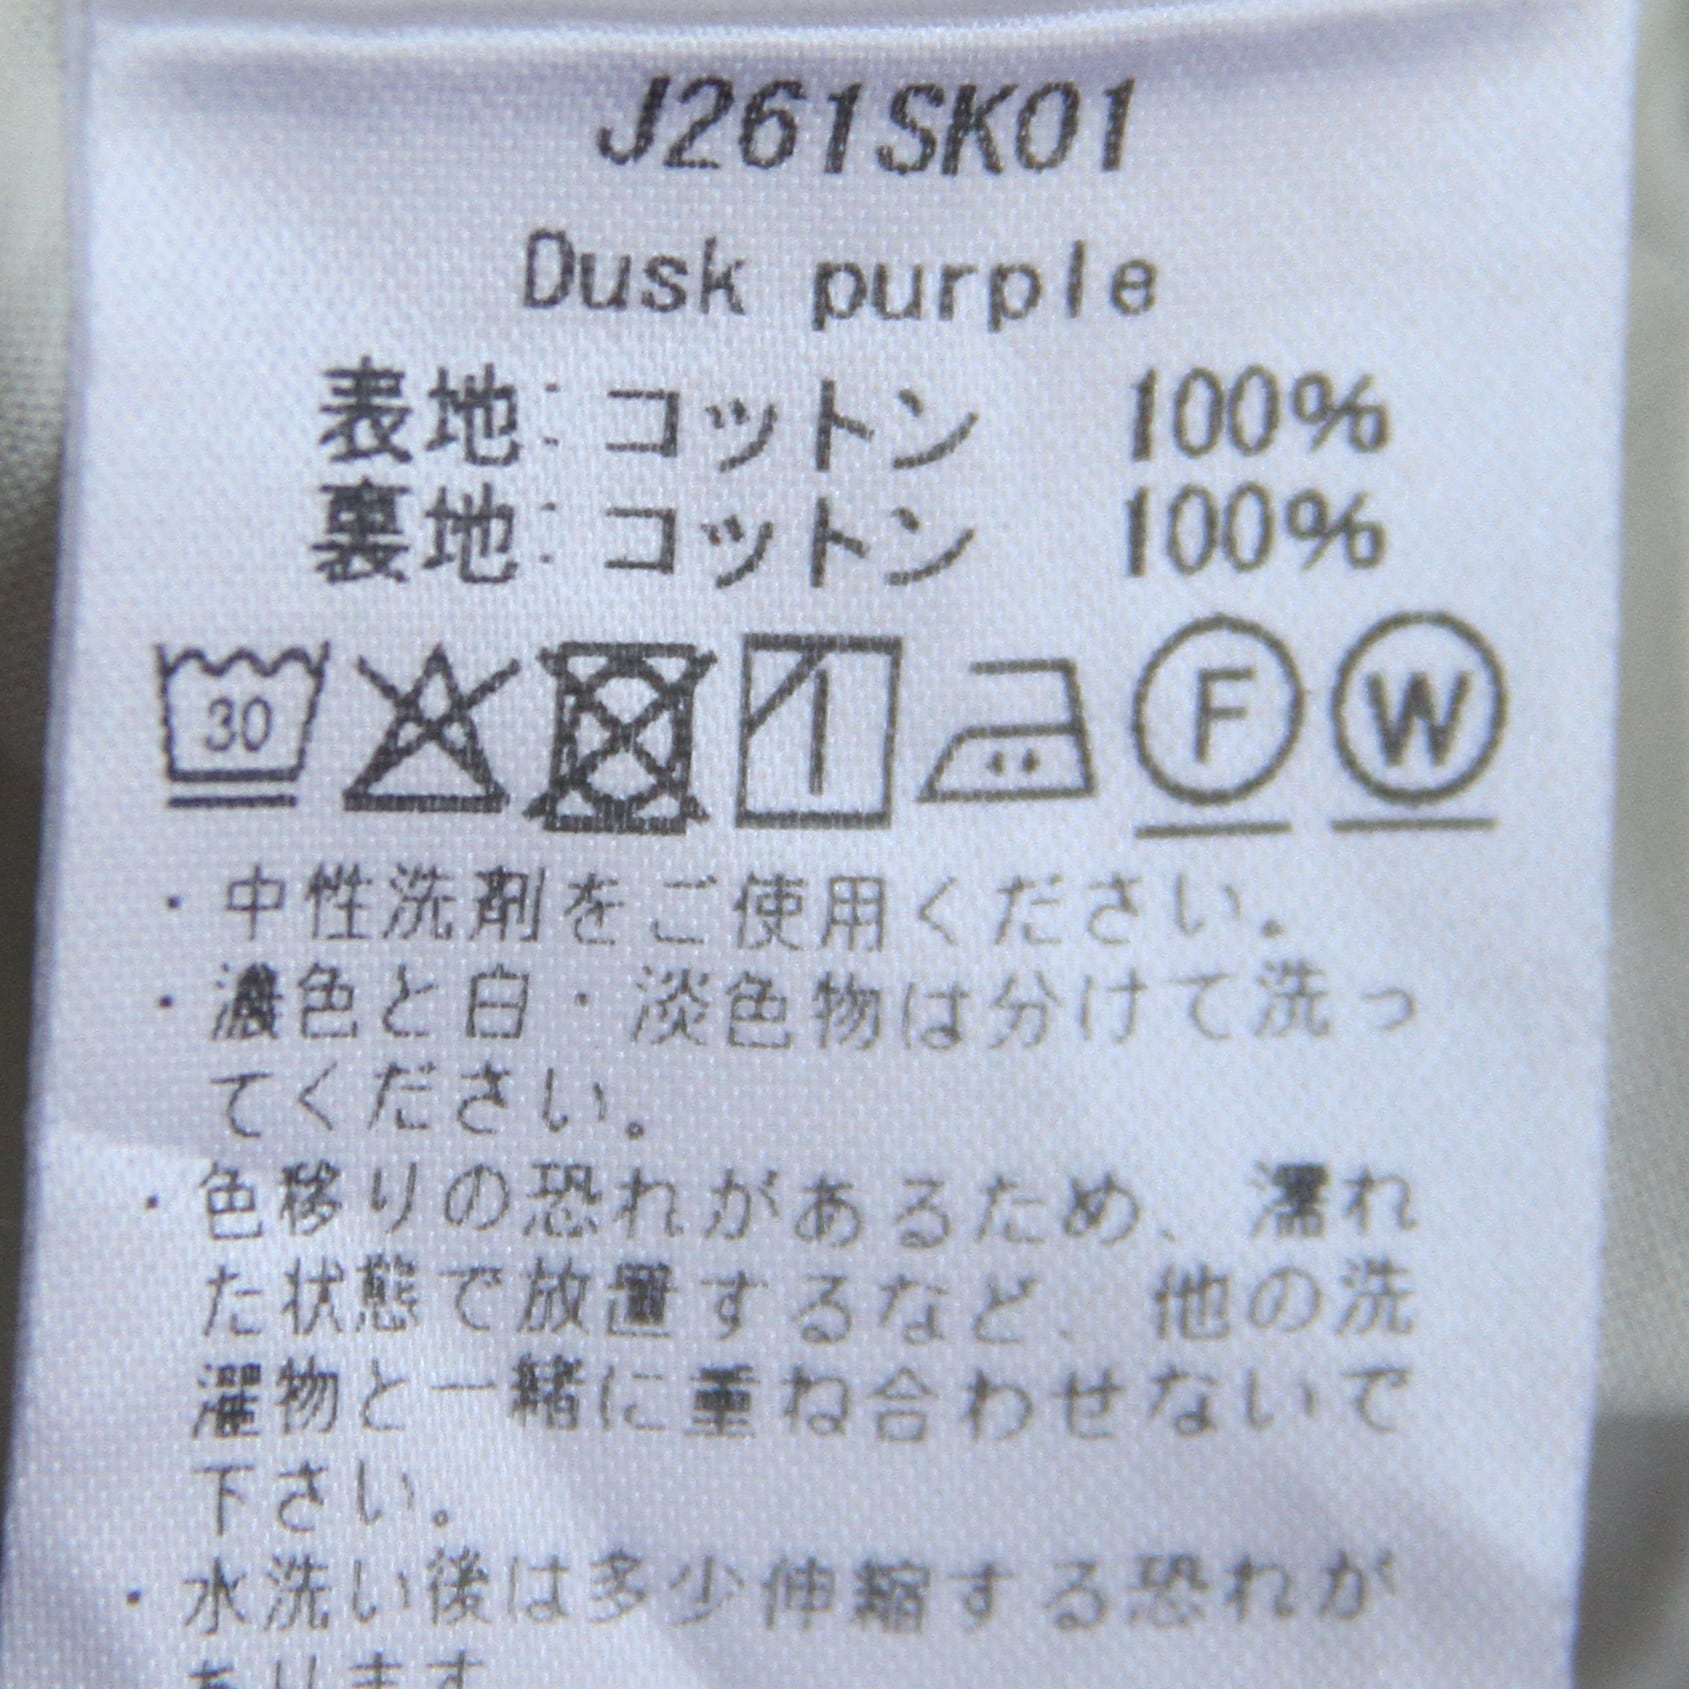 J261SK01
Dusk purple
表地:コットン 100%
裏地:コットン 100%
30 F W
・中性洗剤をご使用ください。
・濃色と白・淡色物は分けて洗っ
てください。
・色移りの恐れがあるため、濡れ
た状態で放置するなど、他の洗
濯物と一緒に重ね合わせないで
下さい。
・水洗い後は多少伸縮する恐れが
あります